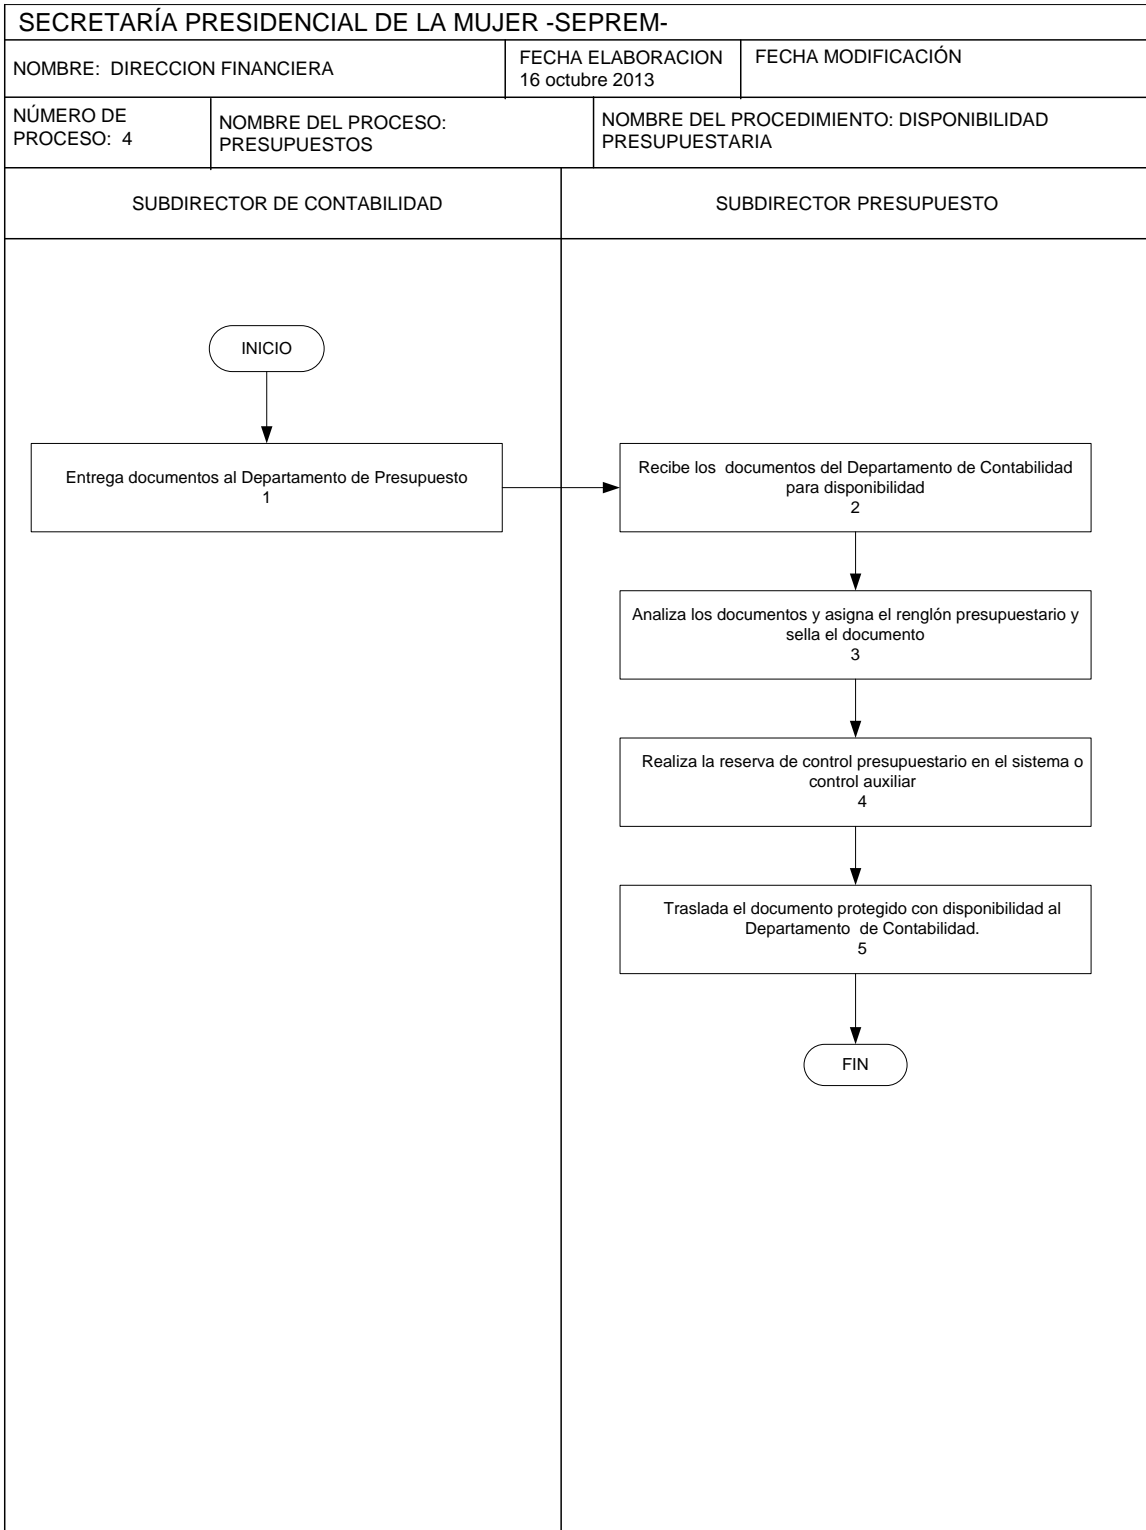 SECRETARÍA PRESIDENCIAL DE LA MUJER -SEPREM-
NOMBRE: DIRECCION FINANCIERA
FECHA ELABORACION
16 octubre 2013
FECHA MODIFICACIÓN
NÚMERO DE
PROCESO: 4
NOMBRE DEL PROCESO:
PRESUPUESTOS
NOMBRE DEL PROCEDIMIENTO: DISPONIBILIDAD
PRESUPUESTARIA
SUBDIRECTOR DE CONTABILIDAD
SUBDIRECTOR PRESUPUESTO
INICIO
Entrega documentos al Departamento de Presupuesto
1
Recibe los documentos del Departamento de Contabilidad
para disponibilidad
2
Analiza los documentos y asigna el renglón presupuestario y
sella el documento
3
Realiza la reserva de control presupuestario en el sistema o
control auxiliar
4
Traslada el documento protegido con disponibilidad al
Departamento de Contabilidad.
5
FIN